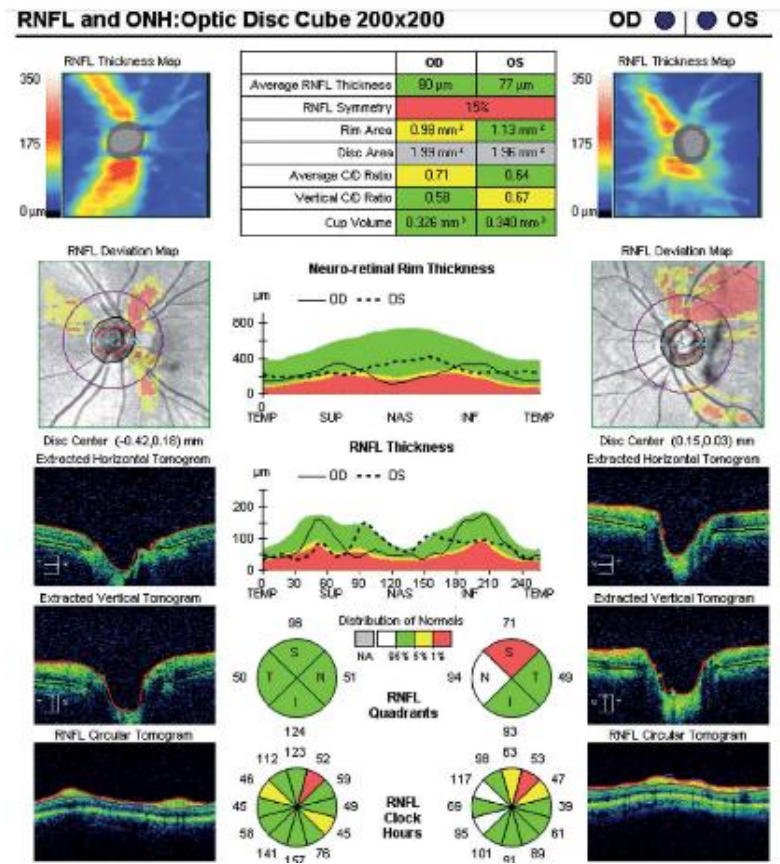 RNFL and ONH:Optic Disc Cube 200x200 OD OS
RNFL Thickness Map
350
175
0 µm
OD OS
Average RNFL Thickness 80 µm 77 µm
RNFL Symmetry 15%
Rim Area 0.98 mm² 1.13 mm²
Disc Area 1.99 mm² 1.96 mm²
Average C/D Ratio 0.71 0.64
Vertical C/D Ratio 0.58 0.67
Cup Volume 0.326 mm³ 0.340 mm³
RNFL Thickness Map
350
175
0 µm
RNFL Deviation Map
Disc Center (-0.42,0.18) mm
Neuro-retinal Rim Thickness
µm OD OS
800
400
0
0
TEMP SUP NAS INF TEMP
RNFL Deviation Map
Disc Center (0.15,0.03) mm
Extracted Horizontal Tomogram
RNFL Thickness
µm OD OS
200
100
0
0 30 60 90 120 150 180 210 240
TEMP SUP NAS INF TEMP
Extracted Horizontal Tomogram
Extracted Vertical Tomogram
98
S
50 T N 51
I
124
Distribution of Normals
NA 95% 5% 1%
RNFL
Quadrants
71
S
94 N T 49
I
93
Extracted Vertical Tomogram
RNFL Circular Tomogram
112 123 52
46 59
45 49
58 45
141 157 76
RNFL
Clock
Hours
98 63 53
117 47
69 39
95 61
101 91 89
RNFL Circular Tomogram